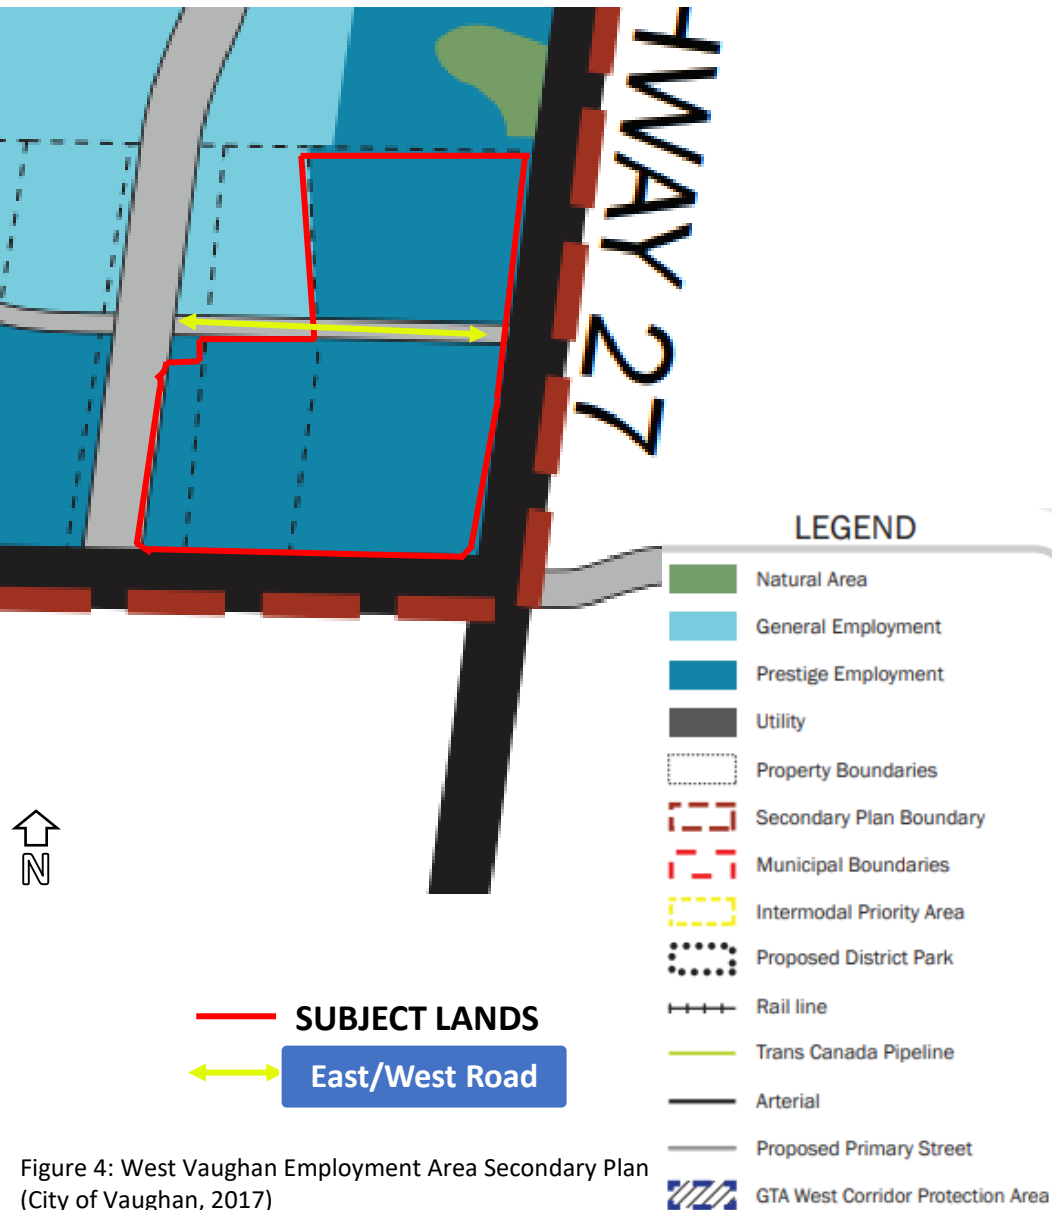 HWAY 27
LEGEND
Natural Area
General Employment
Prestige Employment
Utility
Property Boundaries
Secondary Plan Boundary
Municipal Boundaries
Intermodal Priority Area
Proposed District Park
Rail line
Trans Canada Pipeline
Arterial
Proposed Primary Street
GTA West Corridor Protection Area
N
SUBJECT LANDS
East/West Road
Figure 4: West Vaughan Employment Area Secondary Plan
(City of Vaughan, 2017)